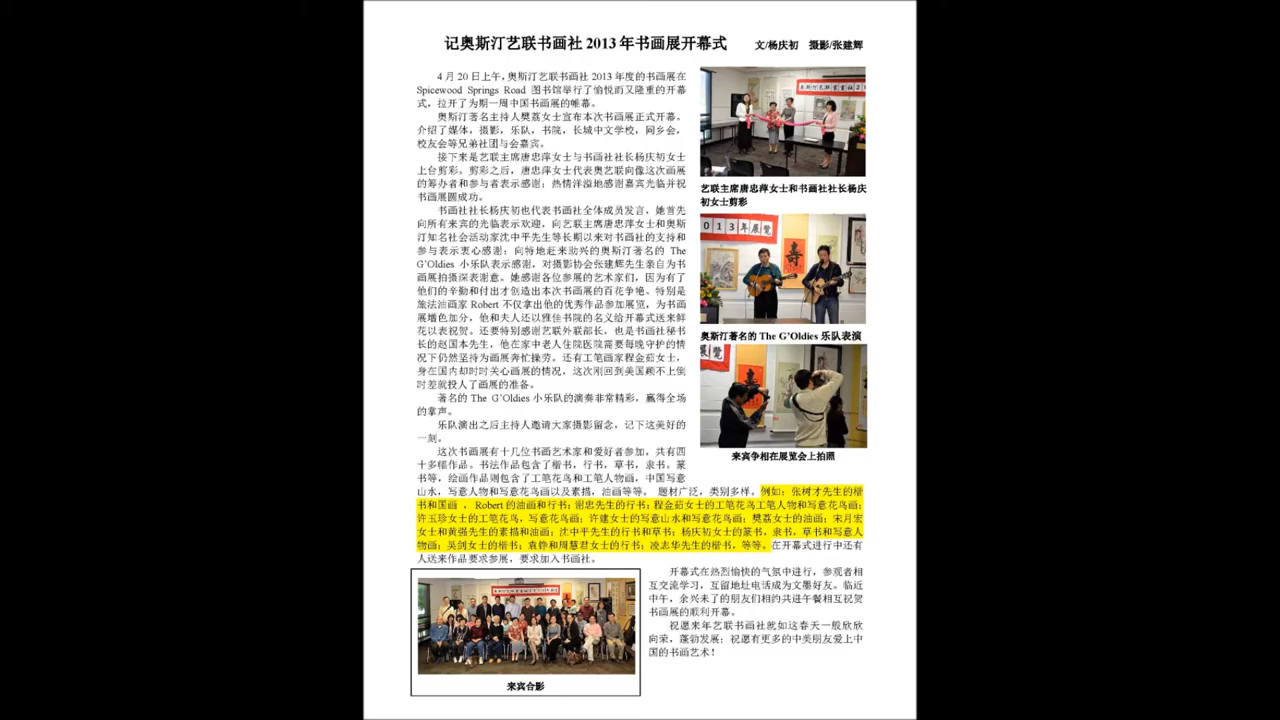 记奥斯汀艺联书画社 2013 年书画展开幕式 文/杨庆初 摄影/张建辉
4 月 20 日上午，奥斯汀艺联书画社 2013 年度的书画展在
Spicewood Springs Road 图书馆举行了愉悦而又隆重的开幕
式，拉开了为期一周中国书画展的帷幕。
奥斯汀著名主持人樊荔女士宣布本次书画展正式开幕。
介绍了媒体，摄影，乐队，书院，长城中文学校，同乡会，
校友会等兄弟社团与会嘉宾。
接下来是艺联主席唐忠萍女士与书画社社长杨庆初女士
上台剪彩。剪彩之后，唐忠萍女士代表奥艺联向像这次画展
的筹办者和参与者表示感谢；热情洋溢地感谢嘉宾光临并祝
书画展圆成功。
书画社社长杨庆初也代表书画社全体成员发言，她首先
向所有来宾的光临表示欢迎，向艺联主席唐忠萍女士和奥斯
汀知名社会活动家沈中平先生等长期以来对书画社的支持和
参与表示衷心感谢；向特地赶来助兴的奥斯汀著名的 The
G’Oldies 小乐队表示感谢，对摄影协会张建辉先生亲自为书
画展拍摄深表谢意。她感谢各位参展的艺术家们，因为有了
他们的辛勤和付出才创造出本次书画展的百花争艳。特别是
旅法油画家 Robert 不仅拿出他的优秀作品参加展览，为书画
展增色加分，他和夫人还以雅佳书院的名义给开幕式送来鲜
花以表祝贺。还要特别感谢艺联外联部长，也是书画社秘书
长的赵国本先生，他在家中老人住院医院需要每晚守护的情
况下仍然坚持为画展奔忙操劳。还有工笔画家程金茹女士，
身在国内却时时关心画展的情况，这次刚回到美国顾不上倒
时差就投人了画展的准备。
著名的 The G’Oldies 小乐队的演奏非常精彩，赢得全场
的掌声。
乐队演出之后主持人邀请大家摄影留念，记下这美好的
一刻。
这次书画展有十几位书画艺术家和爱好者参加，共有四
十多幅作品。书法作品包含了楷书，行书，草书，隶书。篆
书等，绘画作品则包含了工笔花鸟和工笔人物画，中国写意
山水，写意人物和写意花鸟画以及素描，油画等等。 题材广泛，类别多样。例如：张树才先生的楷
书和国画 ， Robert 的油画和行书；谢忠先生的行书；程金茹女士的工笔花鸟工笔人物和写意花鸟画；
许玉珍女士的工笔花鸟，写意花鸟画；许建女士的写意山水和写意花鸟画；樊荔女士的油画；宋月宏
女士和黄强先生的素描和油画；沈中平先生的行书和草书；杨庆初女士的篆书，隶书，草书和写意人
物画；吴剑女士的楷书；袁铮和周慧君女士的行书；凌志华先生的楷书，等等。在开幕式进行中还有
人送来作品要求参展，要求加入书画社。
开幕式在热烈愉快的气氛中进行，参观者相
互交流学习，互留地址电话成为文墨好友。临近
中午，余兴未了的朋友们相约共进午餐相互祝贺
书画展的顺利开幕。
祝愿来年艺联书画社就如这春天一般欣欣
向荣，蓬勃发展；祝愿有更多的中美朋友爱上中
国的书画艺术！
艺联主席唐忠萍女士和书画社社长杨庆
初女士剪彩
013年展览
奥斯汀著名的 The G’Oldies 乐队表演
来宾争相在展览会上拍照
来宾合影